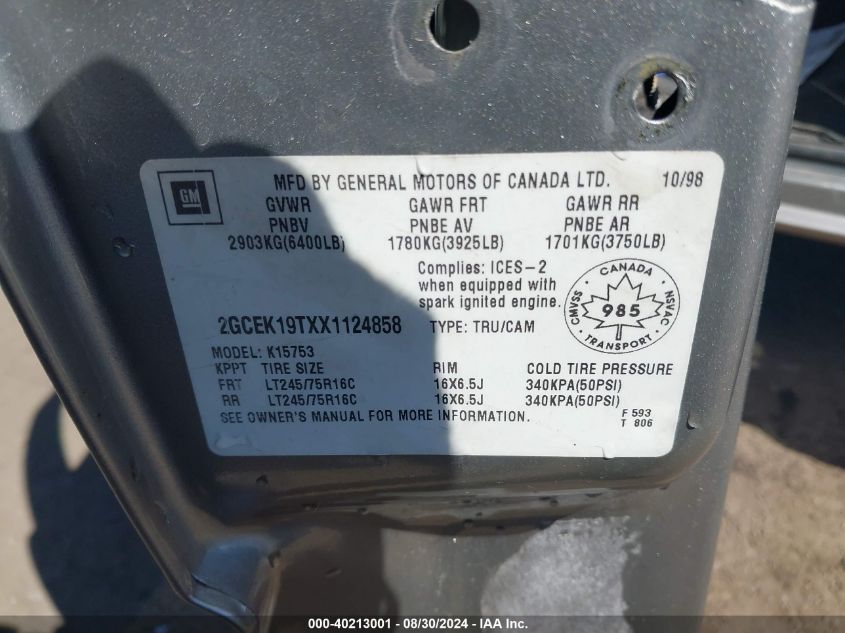 GM
MFD BY GENERAL MOTORS OF CANADA LTD. 10/98
GVWR GAWR FRT GAWR RR
PNBV PNBE AV PNBE AR
2903KG(6400LB) 1780KG(3925LB) 1701KG(3750LB)
Complies: ICES-2
when equipped with
spark ignited engine.
CANADA
CMVSS 985 NSVAC
TRANSPORT
2GCEK19TXX1124858 TYPE: TRU/CAM
MODEL: K15753
KPPT TIRE SIZE RIM COLD TIRE PRESSURE
FRT LT245/75R16C 16X6.5J 340KPA(50PSI)
RR LT245/75R16C 16X6.5J 340KPA(50PSI)
SEE OWNER'S MANUAL FOR MORE INFORMATION.
F 593
T 806
000-40213001 - 08/30/2024 - IAA Inc.